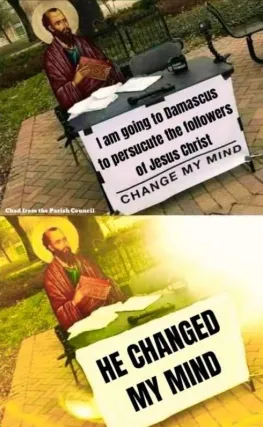 I am going to Damascus
to persucute the followers
of Jesus Christ
CHANGE MY MIND
Chad from the Parish Council
HE CHANGED
MY MIND